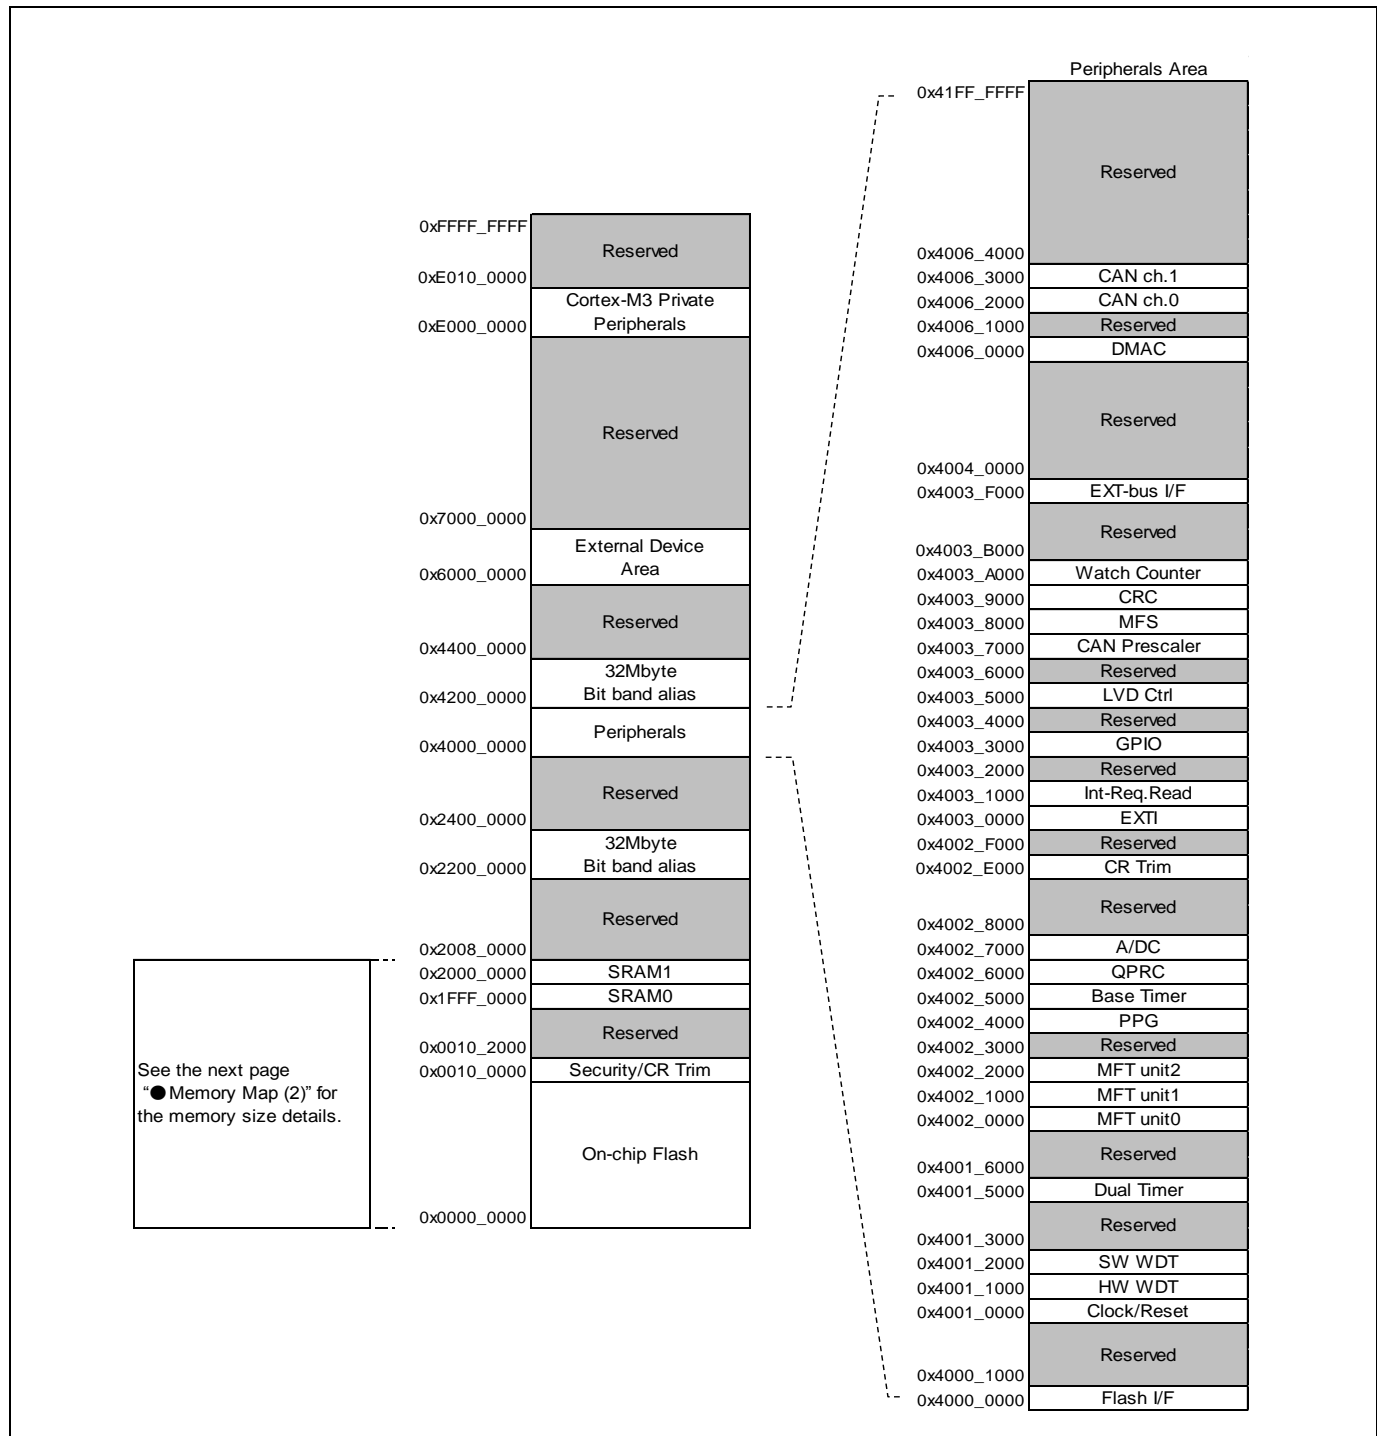 0xFFFF_FFFF
Reserved
0xE010_0000
Cortex-M3 Private
Peripherals
0xE000_0000
Reserved
0x7000_0000
External Device
Area
0x6000_0000
Reserved
0x4400_0000
32Mbyte
Bit band alias
0x4200_0000
Peripherals
0x4000_0000
Reserved
0x2400_0000
32Mbyte
Bit band alias
0x2200_0000
Reserved
0x2008_0000
0x2000_0000 SRAM1
0x1FFF_0000 SRAM0
Reserved
0x0010_2000
0x0010_0000 Security/CR Trim
On-chip Flash
0x0000_0000
See the next page
“●Memory Map (2)” for
the memory size details.
Peripherals Area
0x41FF_FFFF
Reserved
0x4006_4000
0x4006_3000 CAN ch.1
0x4006_2000 CAN ch.0
0x4006_1000 Reserved
0x4006_0000 DMAC
Reserved
0x4004_0000
0x4003_F000 EXT-bus I/F
Reserved
0x4003_B000
0x4003_A000 Watch Counter
0x4003_9000 CRC
0x4003_8000 MFS
0x4003_7000 CAN Prescaler
0x4003_6000 Reserved
0x4003_5000 LVD Ctrl
0x4003_4000 Reserved
0x4003_3000 GPIO
0x4003_2000 Reserved
0x4003_1000 Int-Req.Read
0x4003_0000 EXTI
0x4002_F000 Reserved
0x4002_E000 CR Trim
Reserved
0x4002_8000
0x4002_7000 A/DC
0x4002_6000 QPRC
0x4002_5000 Base Timer
0x4002_4000 PPG
0x4002_3000 Reserved
0x4002_2000 MFT unit2
0x4002_1000 MFT unit1
0x4002_0000 MFT unit0
Reserved
0x4001_6000
0x4001_5000 Dual Timer
Reserved
0x4001_3000
0x4001_2000 SW WDT
0x4001_1000 HW WDT
0x4001_0000 Clock/Reset
Reserved
0x4000_1000
0x4000_0000 Flash I/F